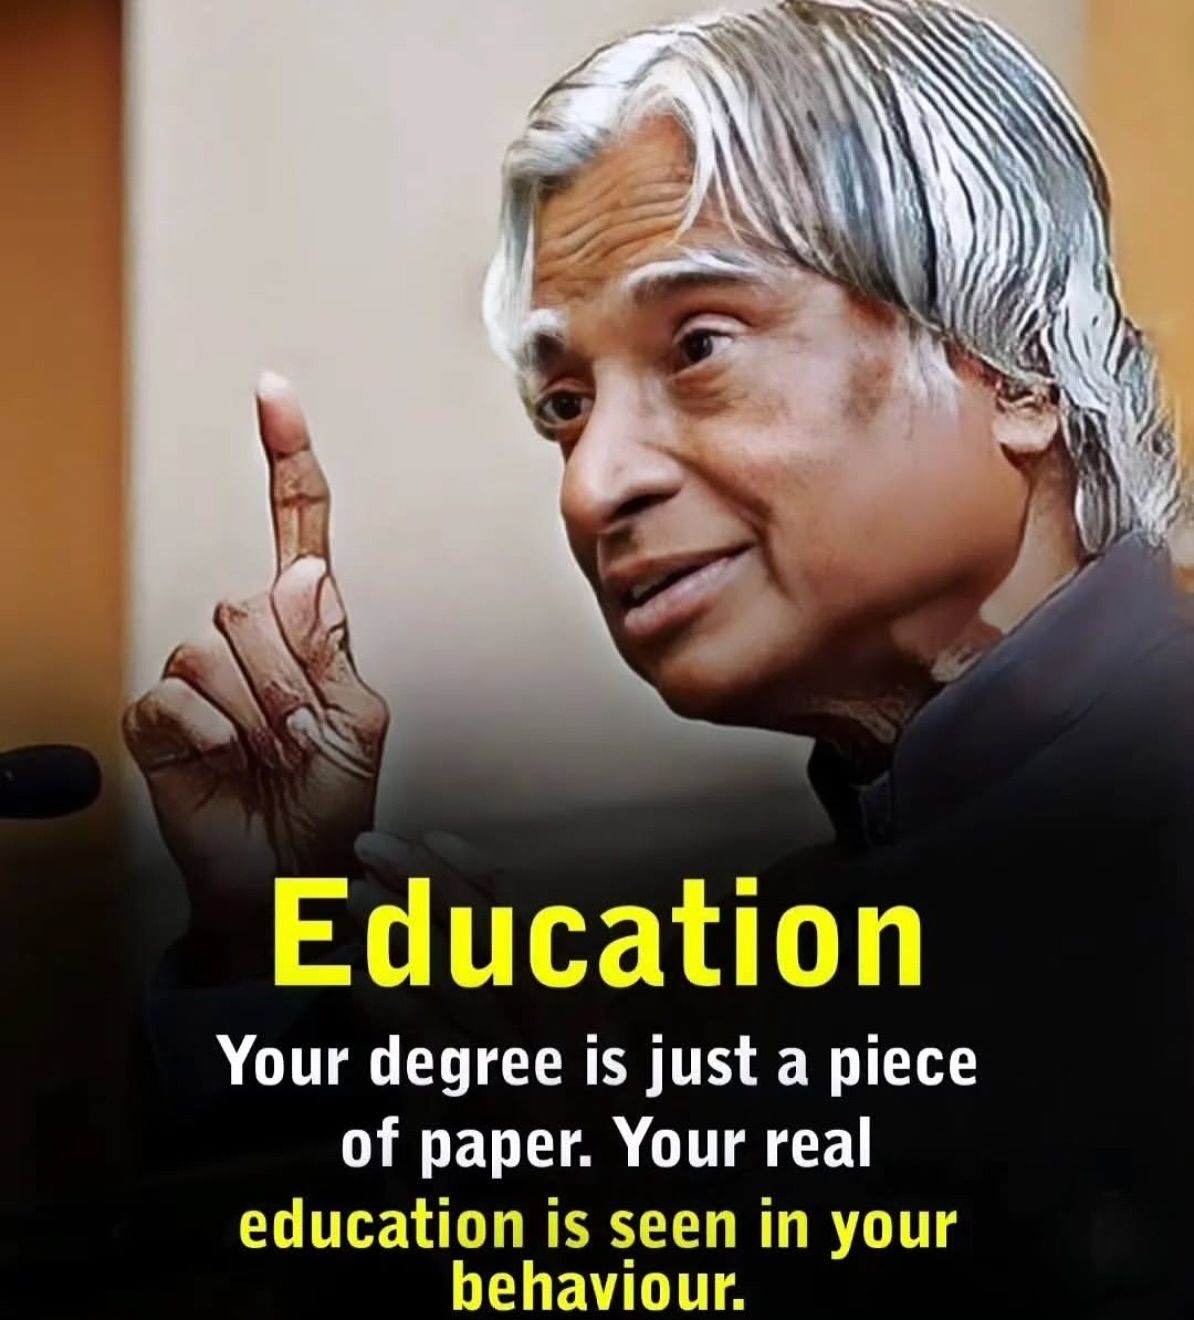 Education
Your degree is just a piece
of paper. Your real
education is seen in your
behaviour.